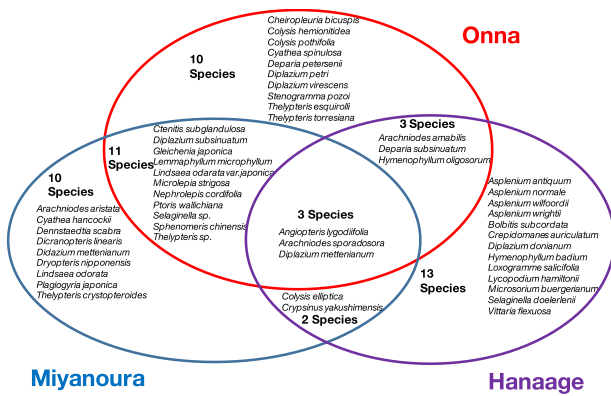 Onna
10
Species
Cheiropleuria bicuspis
Colysis hemionitidea
Colysis pothifolia
Cyathea spinulosa
Deparia petersenii
Diplazium petri
Diplazium virescens
Stenogramma pozoi
Thelypteris esquirolli
Thelypteris torresiana
3 Species
Arachniodes amabilis
Deparia subsinuatum
Hymenophyllum oligosorum
11
Species
Ctenitis subglandulosa
Diplazium subsinuatum
Gleichenia japonica
Lemmaphyllum microphyllum
Lindsaea odarata var.japonica
Microlepia strigosa
Nephrolepis cordifolia
Ptoris wallichiana
Selaginella sp.
Sphenomeris chinensis
Thelypteris sp.
10
Species
Arachniodes aristata
Cyathea hancockii
Dennstaedtia scabra
Dicranopteris linearis
Didazium mettenianum
Dryopteris nipponensis
Lindsaea odorata
Plagiogyria japonica
Thelypteris crystopteroides
3 Species
Angiopteris lygodiifolia
Arachniodes sporadosora
Diplazium mettenianum
13
Species
Asplenium antiquum
Asplenium normale
Asplenium wilfoordii
Asplenium wrightii
Bolbitis subcordata
Crepidomanes auriculatum
Diplazium donianum
Hymenophyllum badium
Loxogramme salicifolia
Lycopodium hamiltonii
Microsorium buergerianum
Selaginella doelerlenii
Vittaria flexuosa
Colysis elliptica
Crypsinus yakushimensis
2 Species
Miyanoura
Hanaage